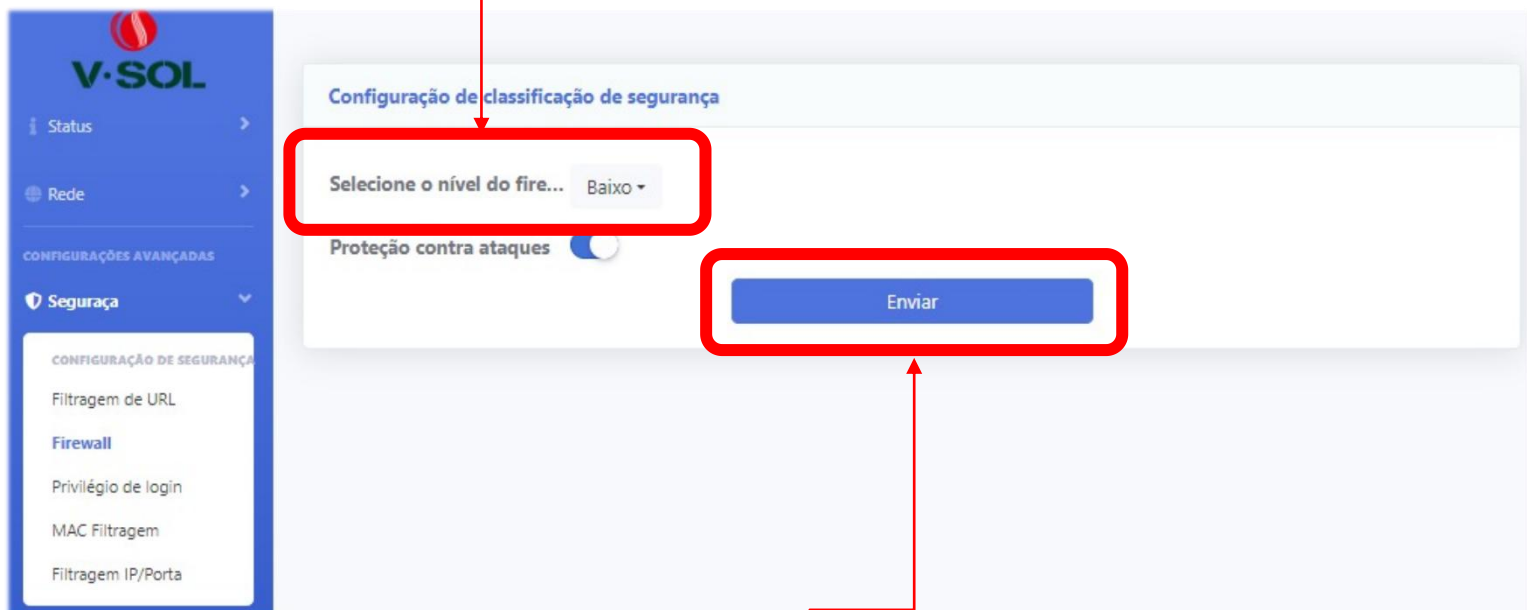 V·SOL
Status
Rede
CONFIGURAÇÕES AVANÇADAS
Seguraça
CONFIGURAÇÃO DE SEGURANÇA
Filtragem de URL
Firewall
Privilégio de login
MAC Filtragem
Filtragem IP/Porta
Configuração de classificação de segurança
Selecione o nível do fire... Baixo
Proteção contra ataques
Enviar